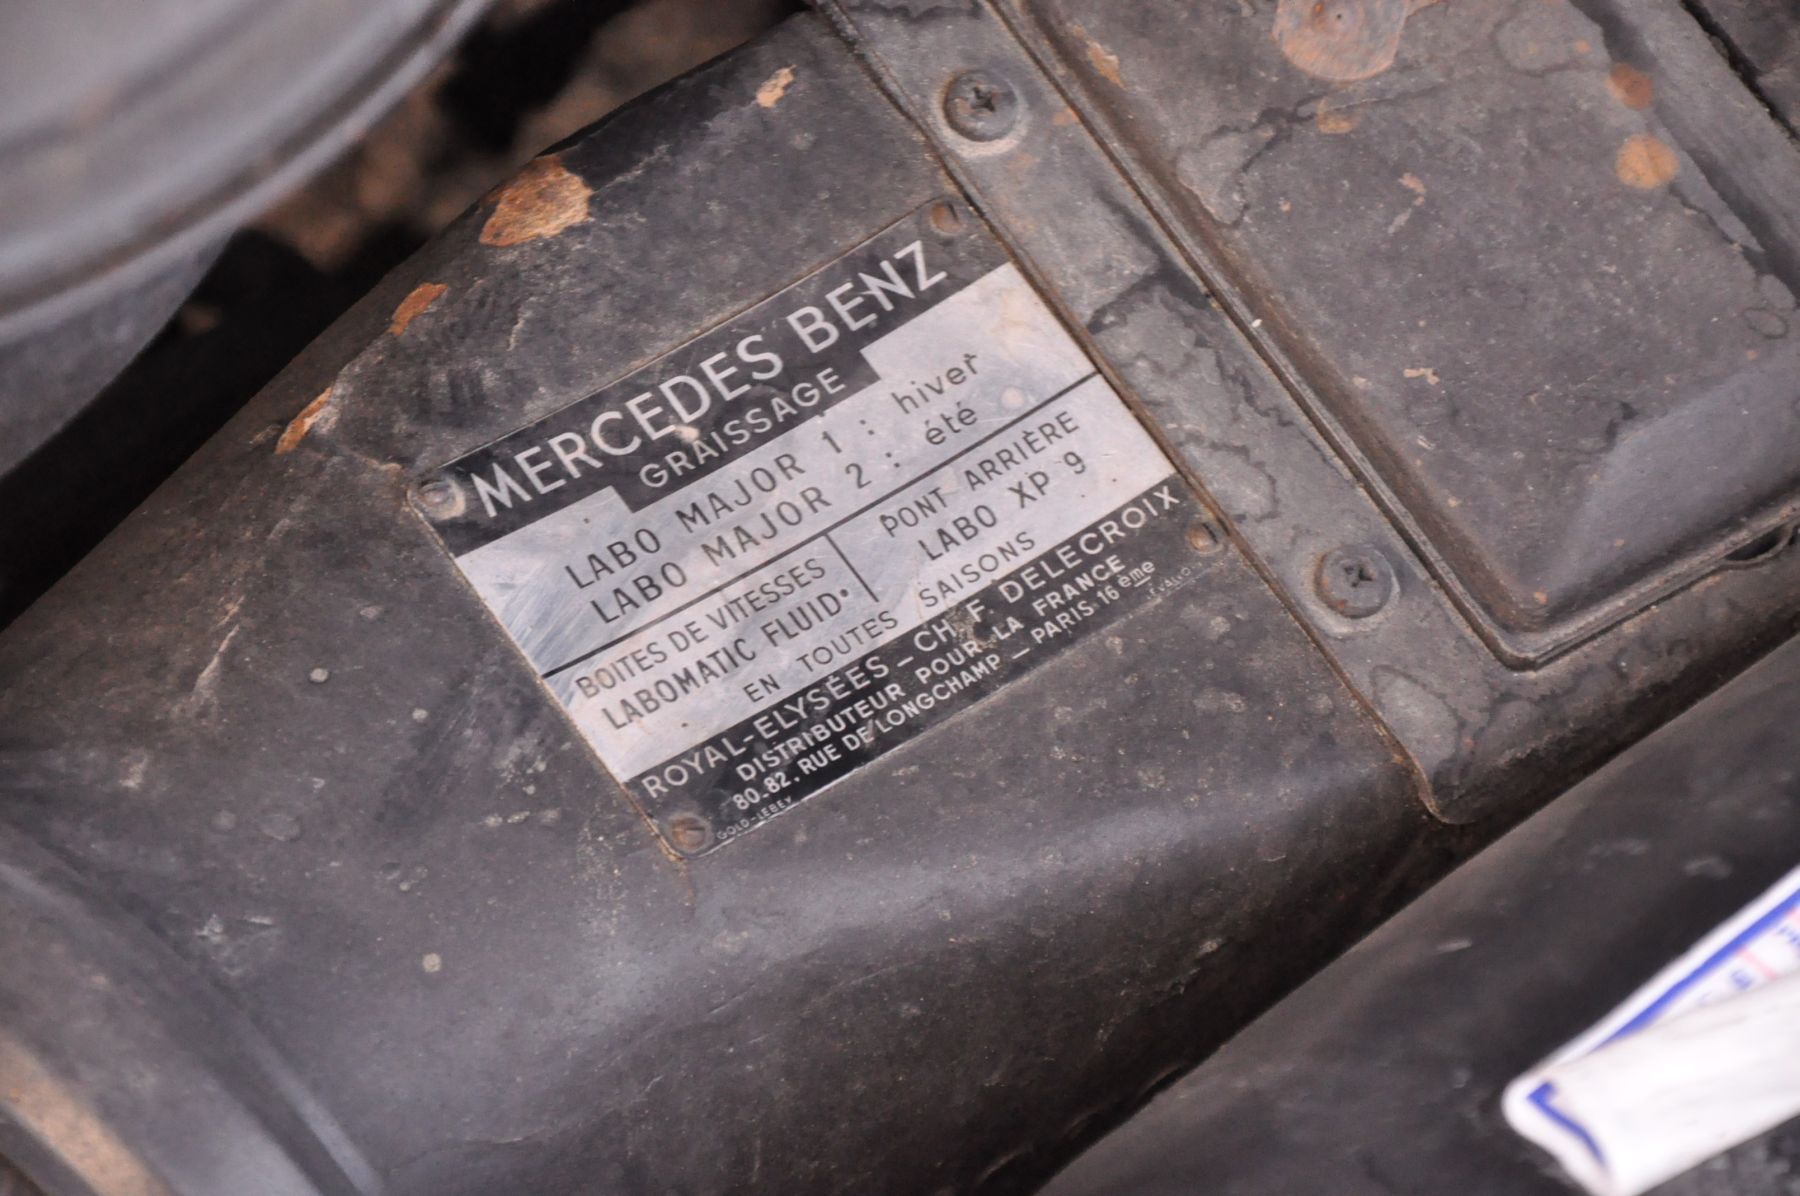 MERCEDES BENZ
GRAISSAGE
LABO MAJOR 1 : hiver
LABO MAJOR 2 : été
BOITES DE VITESSES
LABOMATIC FLUID
PONT ARRIÈRE
LABO XP 9
EN TOUTES SAISONS
ROYAL-ELYSÉES - CH. F. DELECROIX
DISTRIBUTEUR POUR LA FRANCE
80.82. RUE DE LONGCHAMP - PARIS 16ème
GOLD-LEBEY